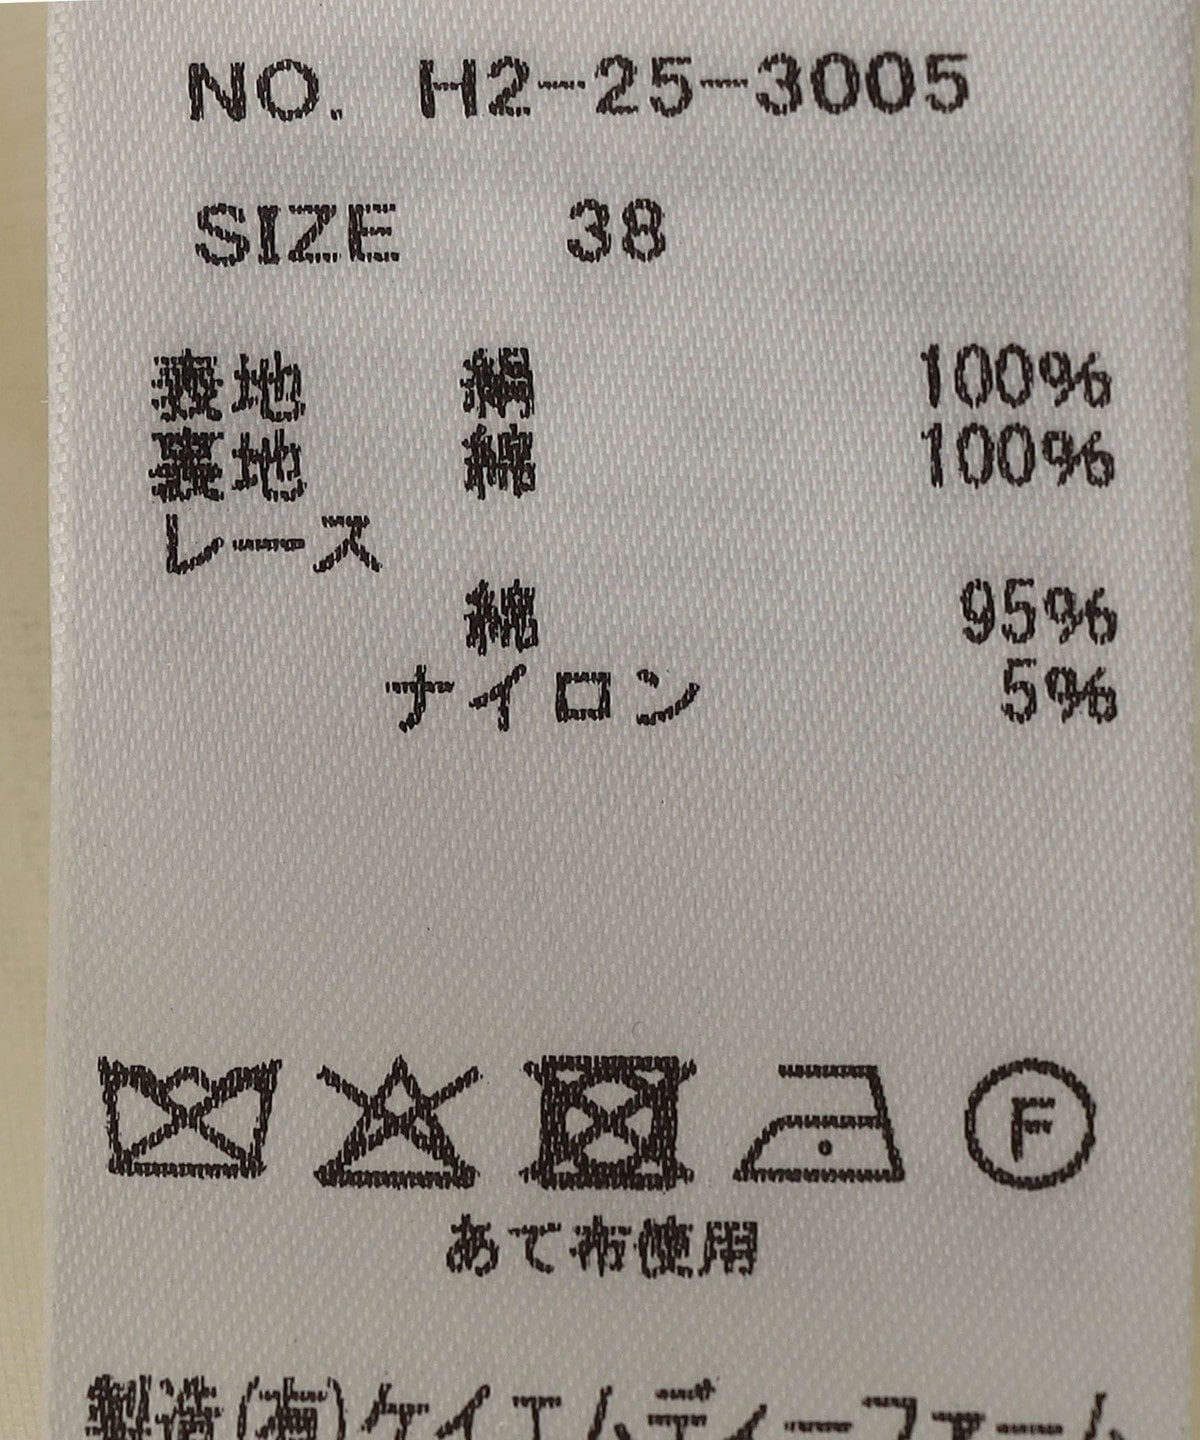 NO. H2-25-3005
SIZE 38
表地 絹 100%
裏地 綿 100%
レース
綿 95%
ナイロン 5%
F
あて布使用
製造(有)ケイエムディーファーム